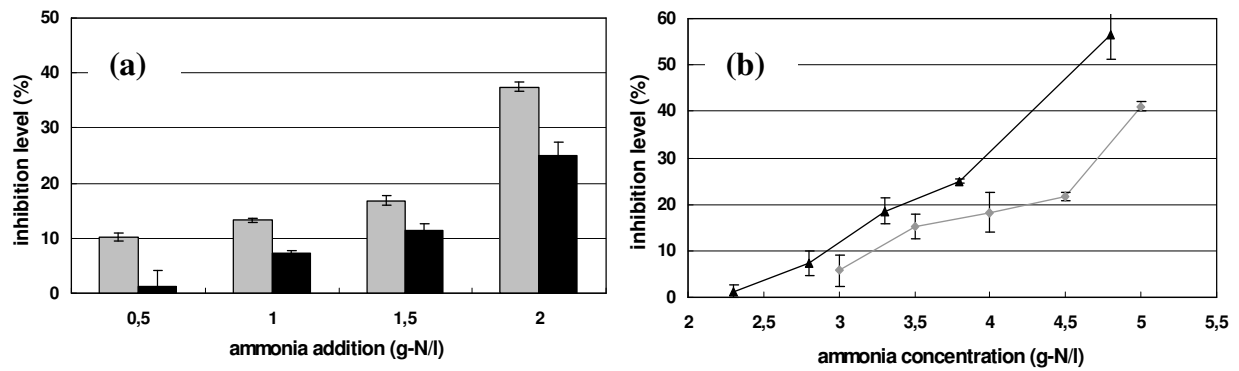 (a)
inhibition level (%)
50
40
30
20
10
0
0,5 1 1,5 2
ammonia addition (g-N/l)
(b)
inhibition level (%)
60
50
40
30
20
10
0
2 2,5 3 3,5 4 4,5 5 5,5
ammonia concentration (g-N/l)